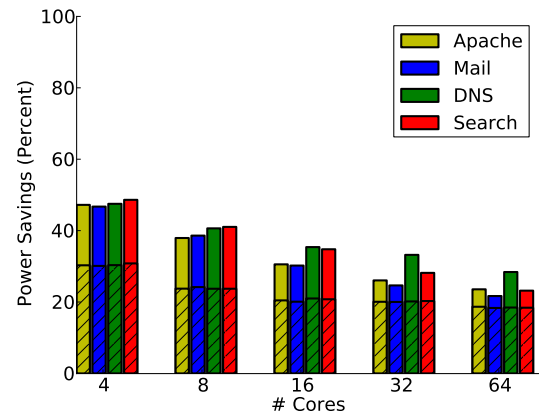 100
80
60
40
20
0
Power Savings (Percent)
Apache
Mail
DNS
Search
4 8 16 32 64
# Cores